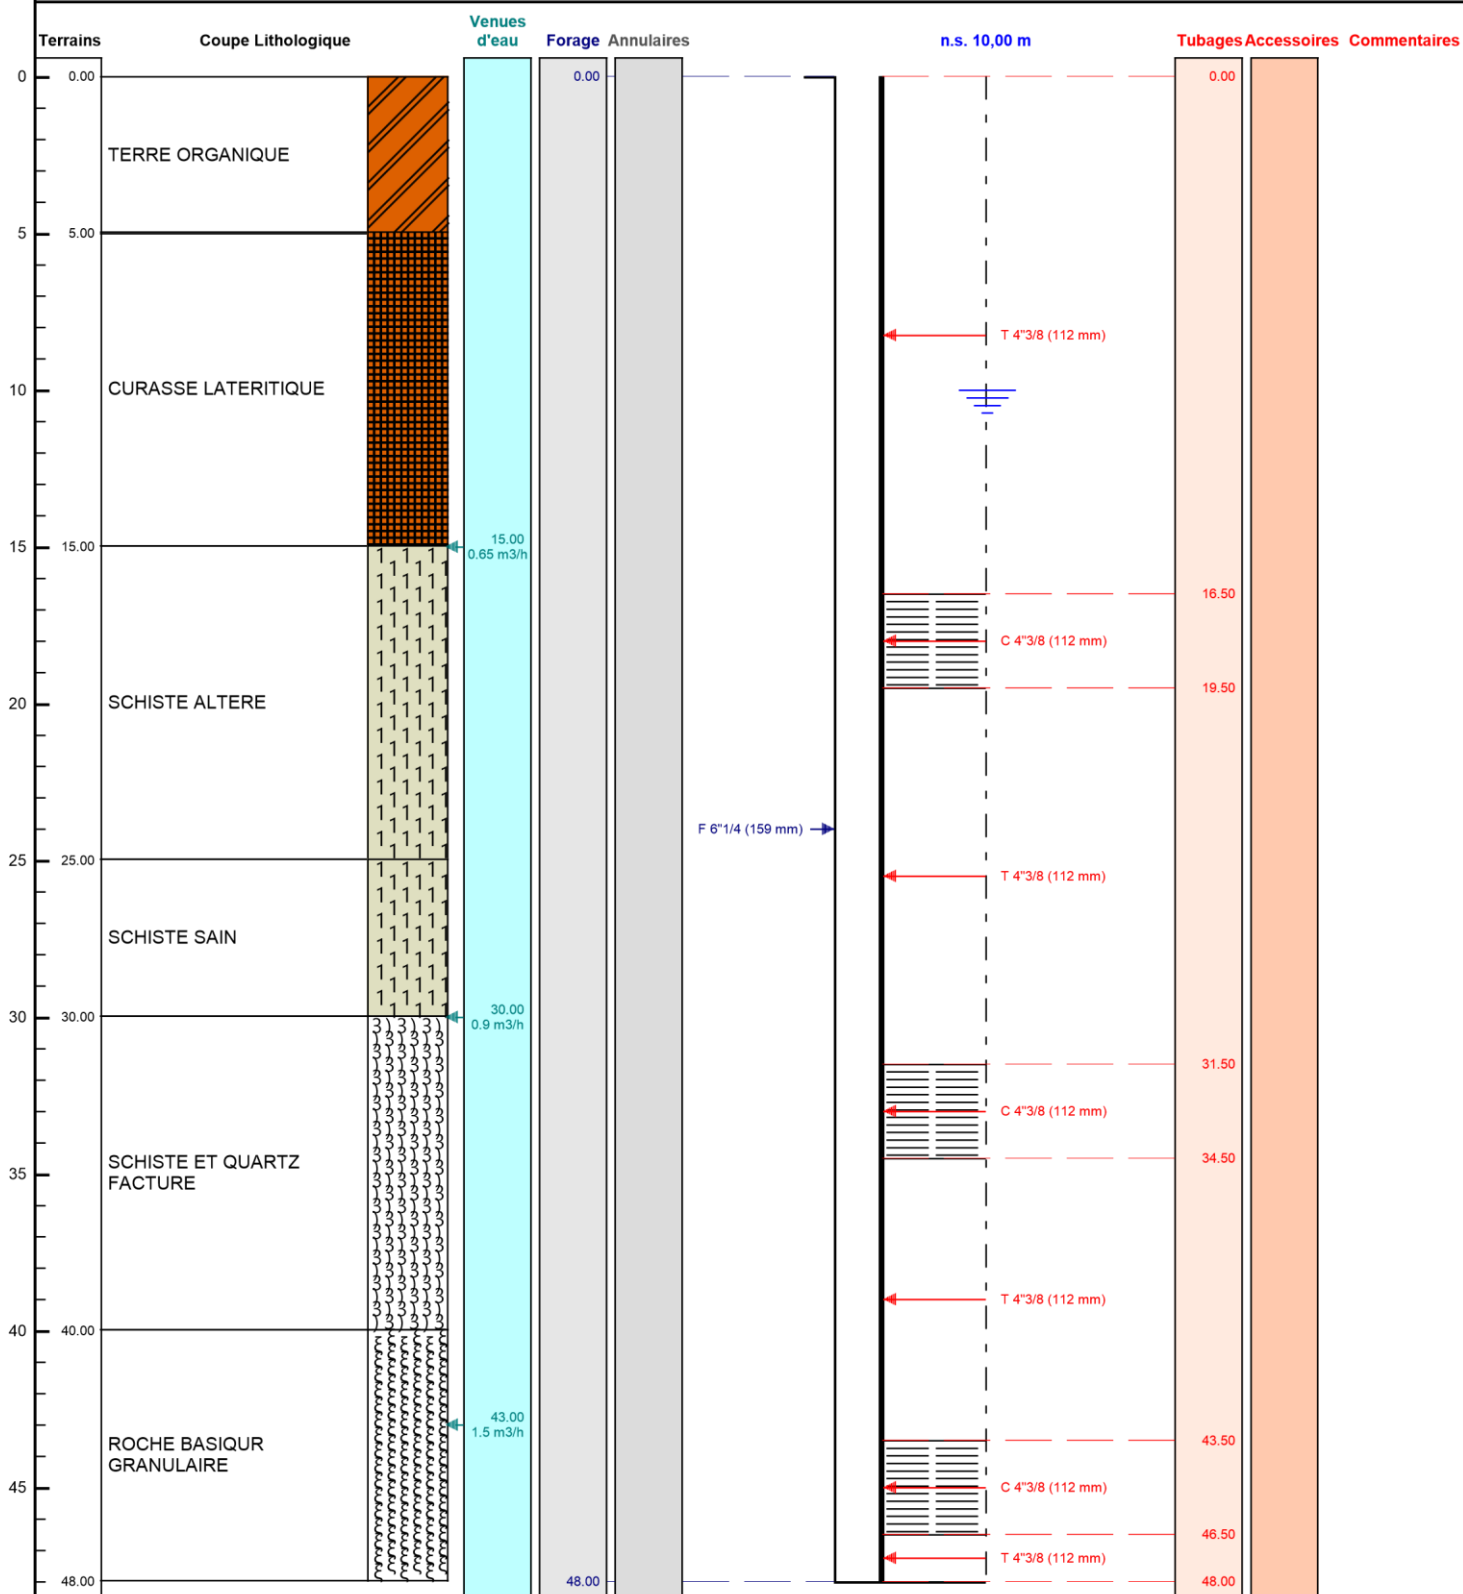 Terrains
Coupe Lithologique
Venues
d'eau
Forage
Annulaires
n.s. 10,00 m
Tubages
Accessoires
Commentaires
0
0.00
0.00
0.00
TERRE ORGANIQUE
5
5.00
T 4"3/8 (112 mm)
10
CURASSE LATERITIQUE
15
15.00
15.00
0.65 m3/h
16.50
C 4"3/8 (112 mm)
19.50
20
SCHISTE ALTERE
F 6"1/4 (159 mm)
25
25.00
T 4"3/8 (112 mm)
SCHISTE SAIN
30
30.00
30.00
0.9 m3/h
31.50
C 4"3/8 (112 mm)
34.50
SCHISTE ET QUARTZ
FACTURE
35
T 4"3/8 (112 mm)
40
40.00
43.00
1.5 m3/h
43.50
ROCHE BASIQUR
GRANULAIRE
45
C 4"3/8 (112 mm)
46.50
T 4"3/8 (112 mm)
48.00
48.00
48.00